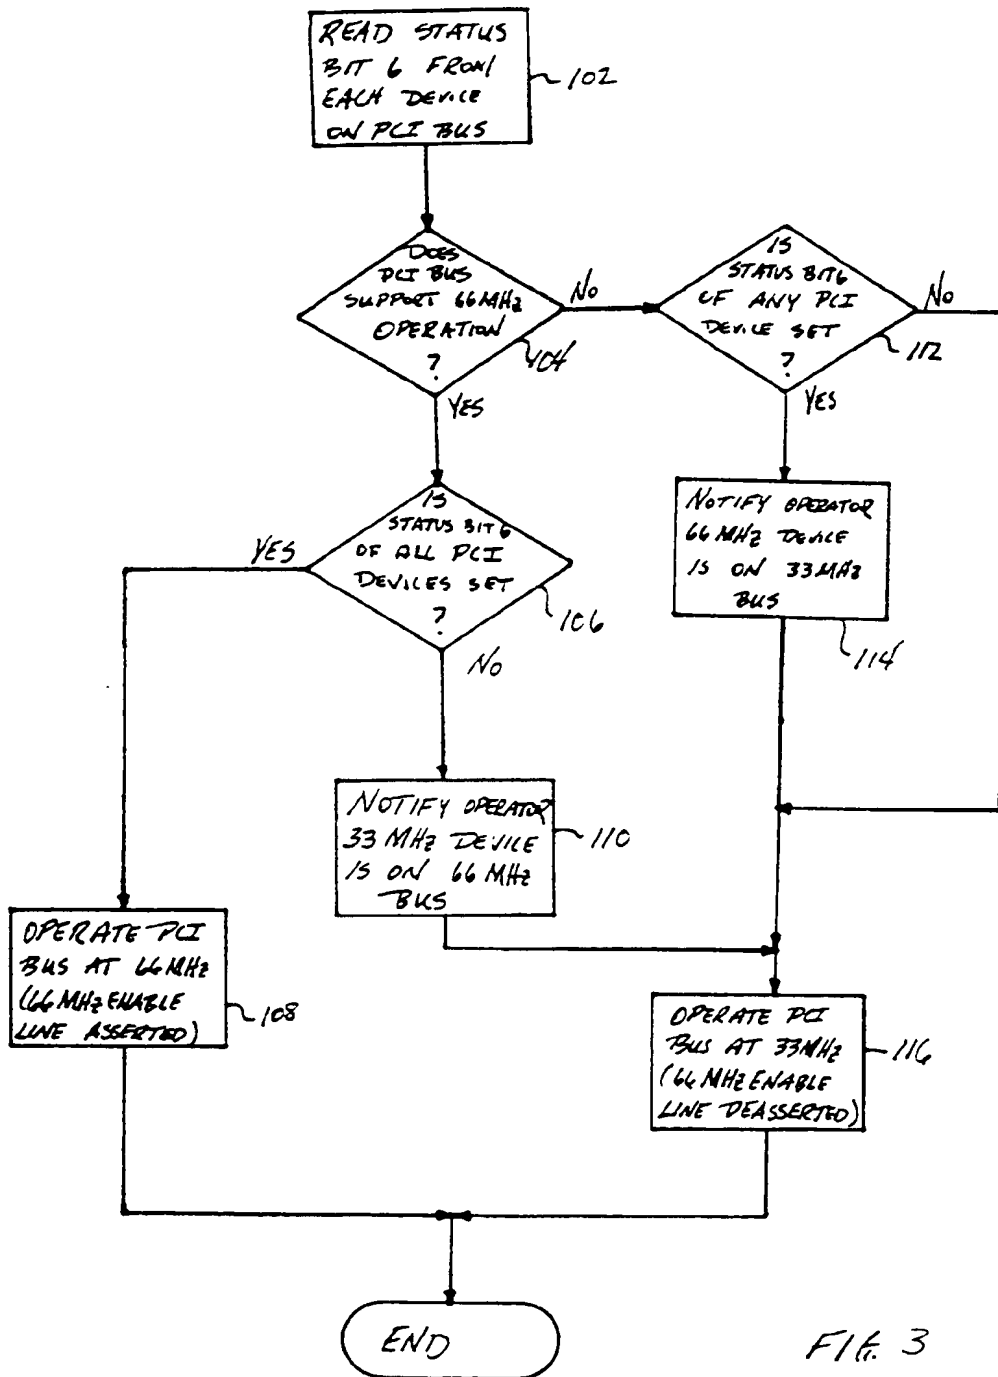 READ STATUS
BIT 6 FROM
EACH DEVICE
ON PCI BUS
102
DOES
PCI BUS
SUPPORT 66MHz
OPERATION
?
104
NO
YES
IS
STATUS BIT 6
OF ANY PCI
DEVICE SET
?
112
NO
YES
IS
STATUS BIT 6
OF ALL PCI
DEVICES SET
?
106
YES
NO
NOTIFY OPERATOR
66 MHz DEVICE
IS ON 33MHz
BUS
114
NOTIFY OPERATOR
33 MHz DEVICE
IS ON 66 MHz
BUS
110
OPERATE PCI
BUS AT 66MHz
(66 MHz ENABLE
LINE ASSERTED)
108
OPERATE PCI
BUS AT 33MHz
(66 MHz ENABLE
LINE DEASSERTED)
116
END
FIG. 3